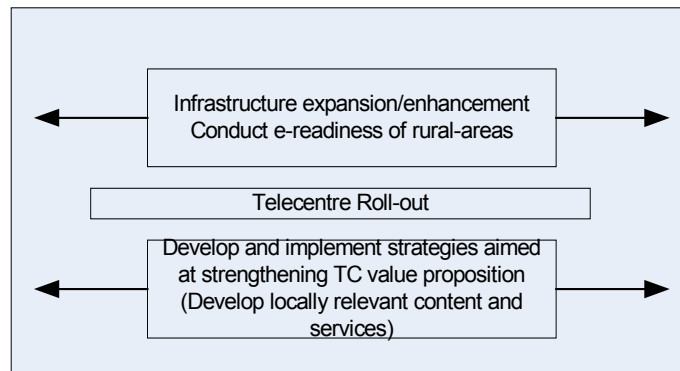 Infrastructure expansion/enhancement
Conduct e-readiness of rural-areas
Telecentre Roll-out
Develop and implement strategies aimed
at strengthening TC value proposition
(Develop locally relevant content and
services)